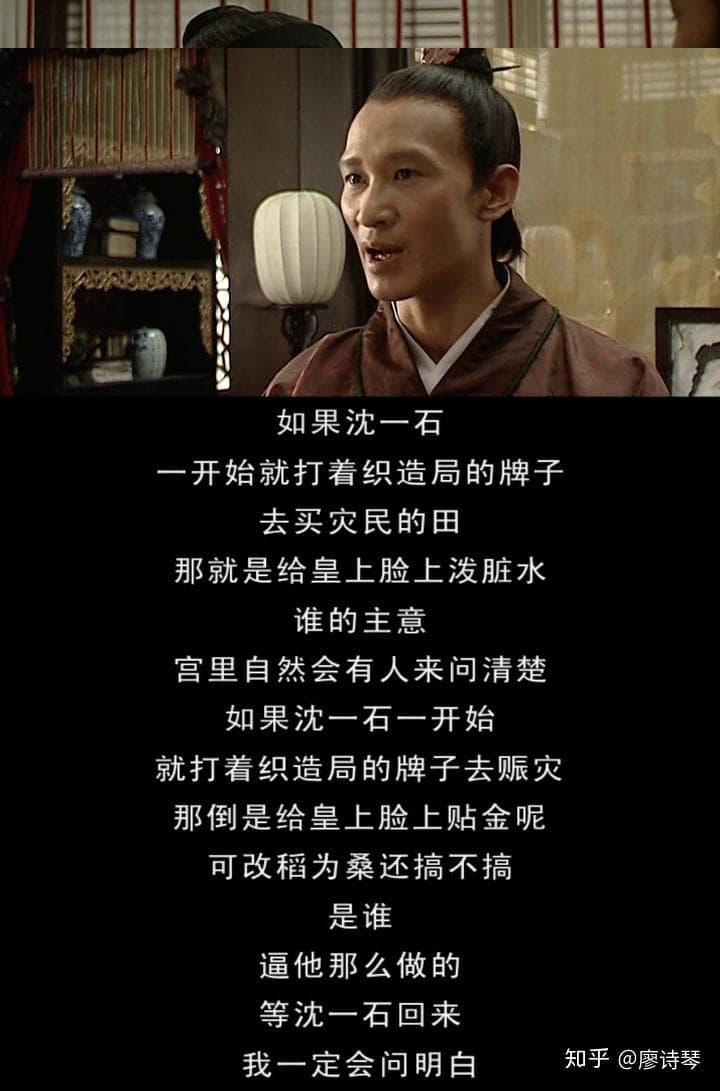 如果沈一石
一开始就打着织造局的牌子
去买灾民的田
那就是给皇上脸上泼脏水
谁的主意
宫里自然会有人来问清楚
如果沈一石一开始
就打着织造局的牌子去赈灾
那倒是给皇上脸上贴金呢
可改稻为桑还搞不搞
是谁
逼他那么做的
等沈一石回来
我一定会问明白
知乎 @廖诗琴